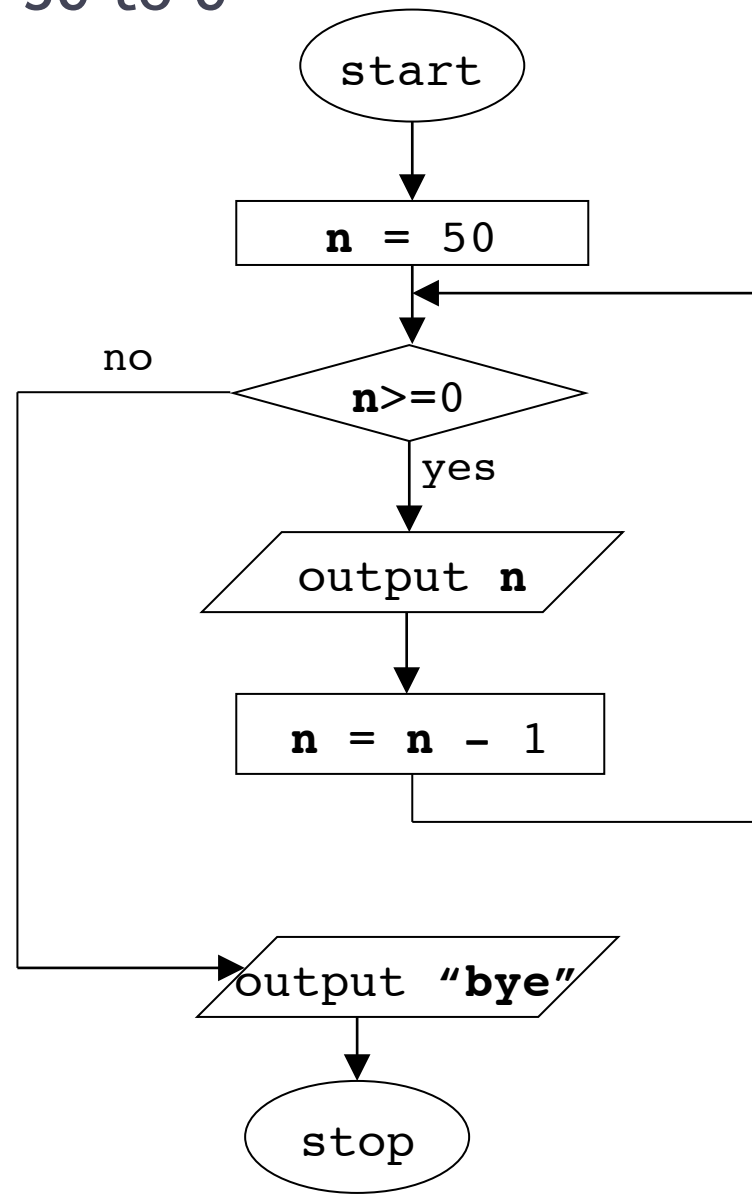 50 to 0
start
n = 50
no
n>=0
yes
output n
n = n – 1
output “bye”
stop